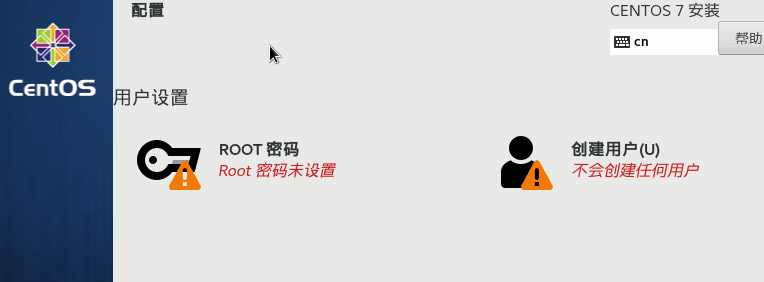 配置
CENTOS 7 安装
cn
帮助
CentOS
用户设置
ROOT 密码
Root 密码未设置
创建用户(U)
不会创建任何用户